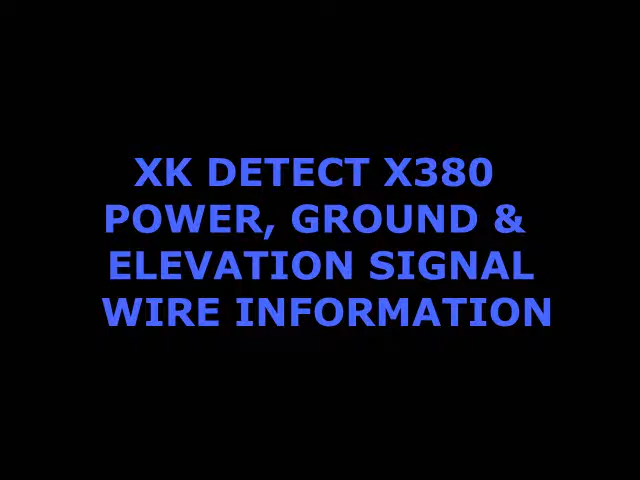 XK DETECT X380
POWER, GROUND &
ELEVATION SIGNAL
WIRE INFORMATION